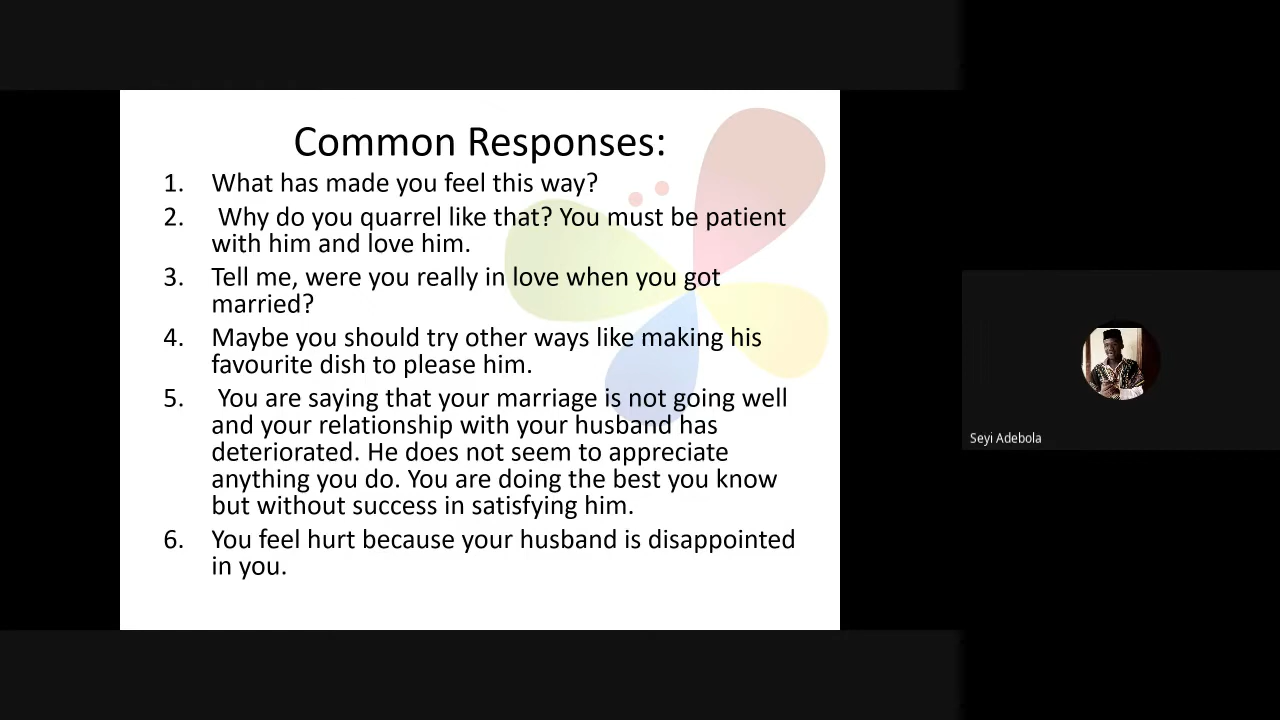 Common Responses:
1. What has made you feel this way?
2. Why do you quarrel like that? You must be patient
with him and love him.
3. Tell me, were you really in love when you got
married?
4. Maybe you should try other ways like making his
favourite dish to please him.
5. You are saying that your marriage is not going well
and your relationship with your husband has
deteriorated. He does not seem to appreciate
anything you do. You are doing the best you know
but without success in satisfying him.
6. You feel hurt because your husband is disappointed
in you.
Seyi Adebola